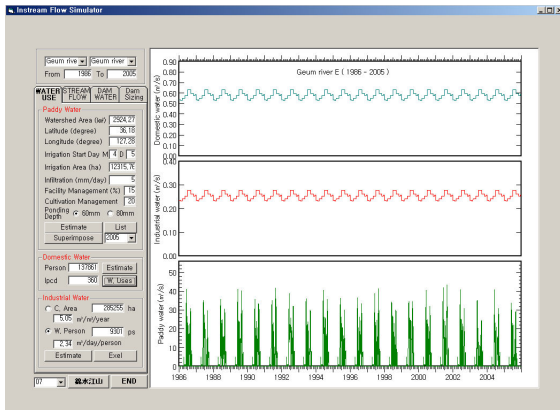 Instream Flow Simulator
Geum rive Geum river
From 1986 To 2005
WATER USE STREAM FLOW DAM WATER Dam Sizing
Paddy Water
Watershed Area (㎢) 2924,27
Latitude (degree) 36,18
Longitude (degree) 127,28
Irrigation Start Day M 4 D 5
Irrigation Area (ha) 12315,76
Infiltration (mm/day) 5
Facility Management (%) 15
Cultivation Management 20
Ponding Depth 60mm 80mm
Estimate List
Superimpose 2005
Domestic Water
Person 137861 Estimate
lpcd 360 W, Uses
Industrial Water
C, Area 285255 ha
5,05 ㎥/㎡/year
W, Person 9301 ps
2,34 ㎥/day/person
Estimate Exel
07 錦水江山 END
Geum river E ( 1986 - 2005 )
Domestic water (㎥/s)
0.90
0.80
0.70
0.60
0.50
0.40
0.30
0.20
0.10
0.00
Industrial water (㎥/s)
0.40
0.30
0.20
0.10
0.00
Paddy water (㎥/s)
50
40
30
20
10
0
1986 1988 1990 1992 1994 1996 1998 2000 2002 2004